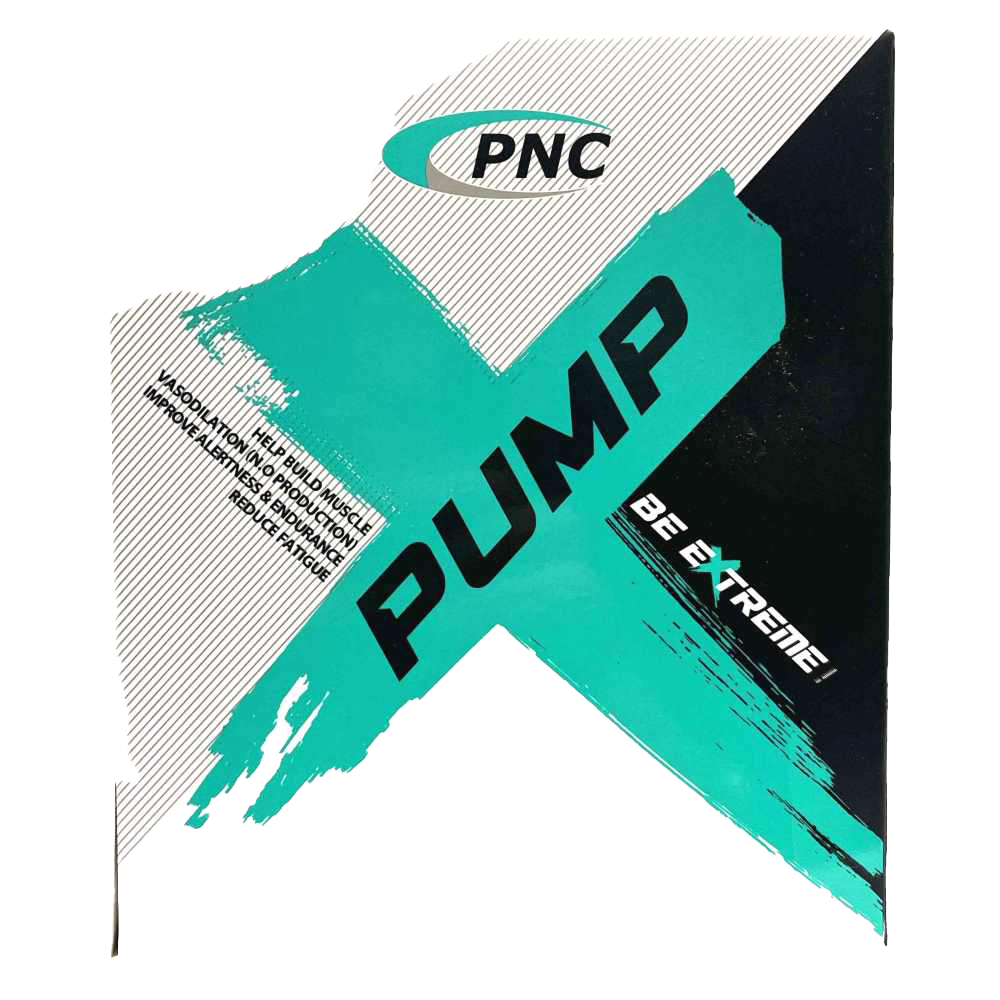 PNC
HELP BUILD MUSCLE
VASODILATION (N.O PRODUCTION)
IMPROVE ALERTNESS & ENDURANCE
REDUCE FATIGUE
PUMP
BE EXTREME!